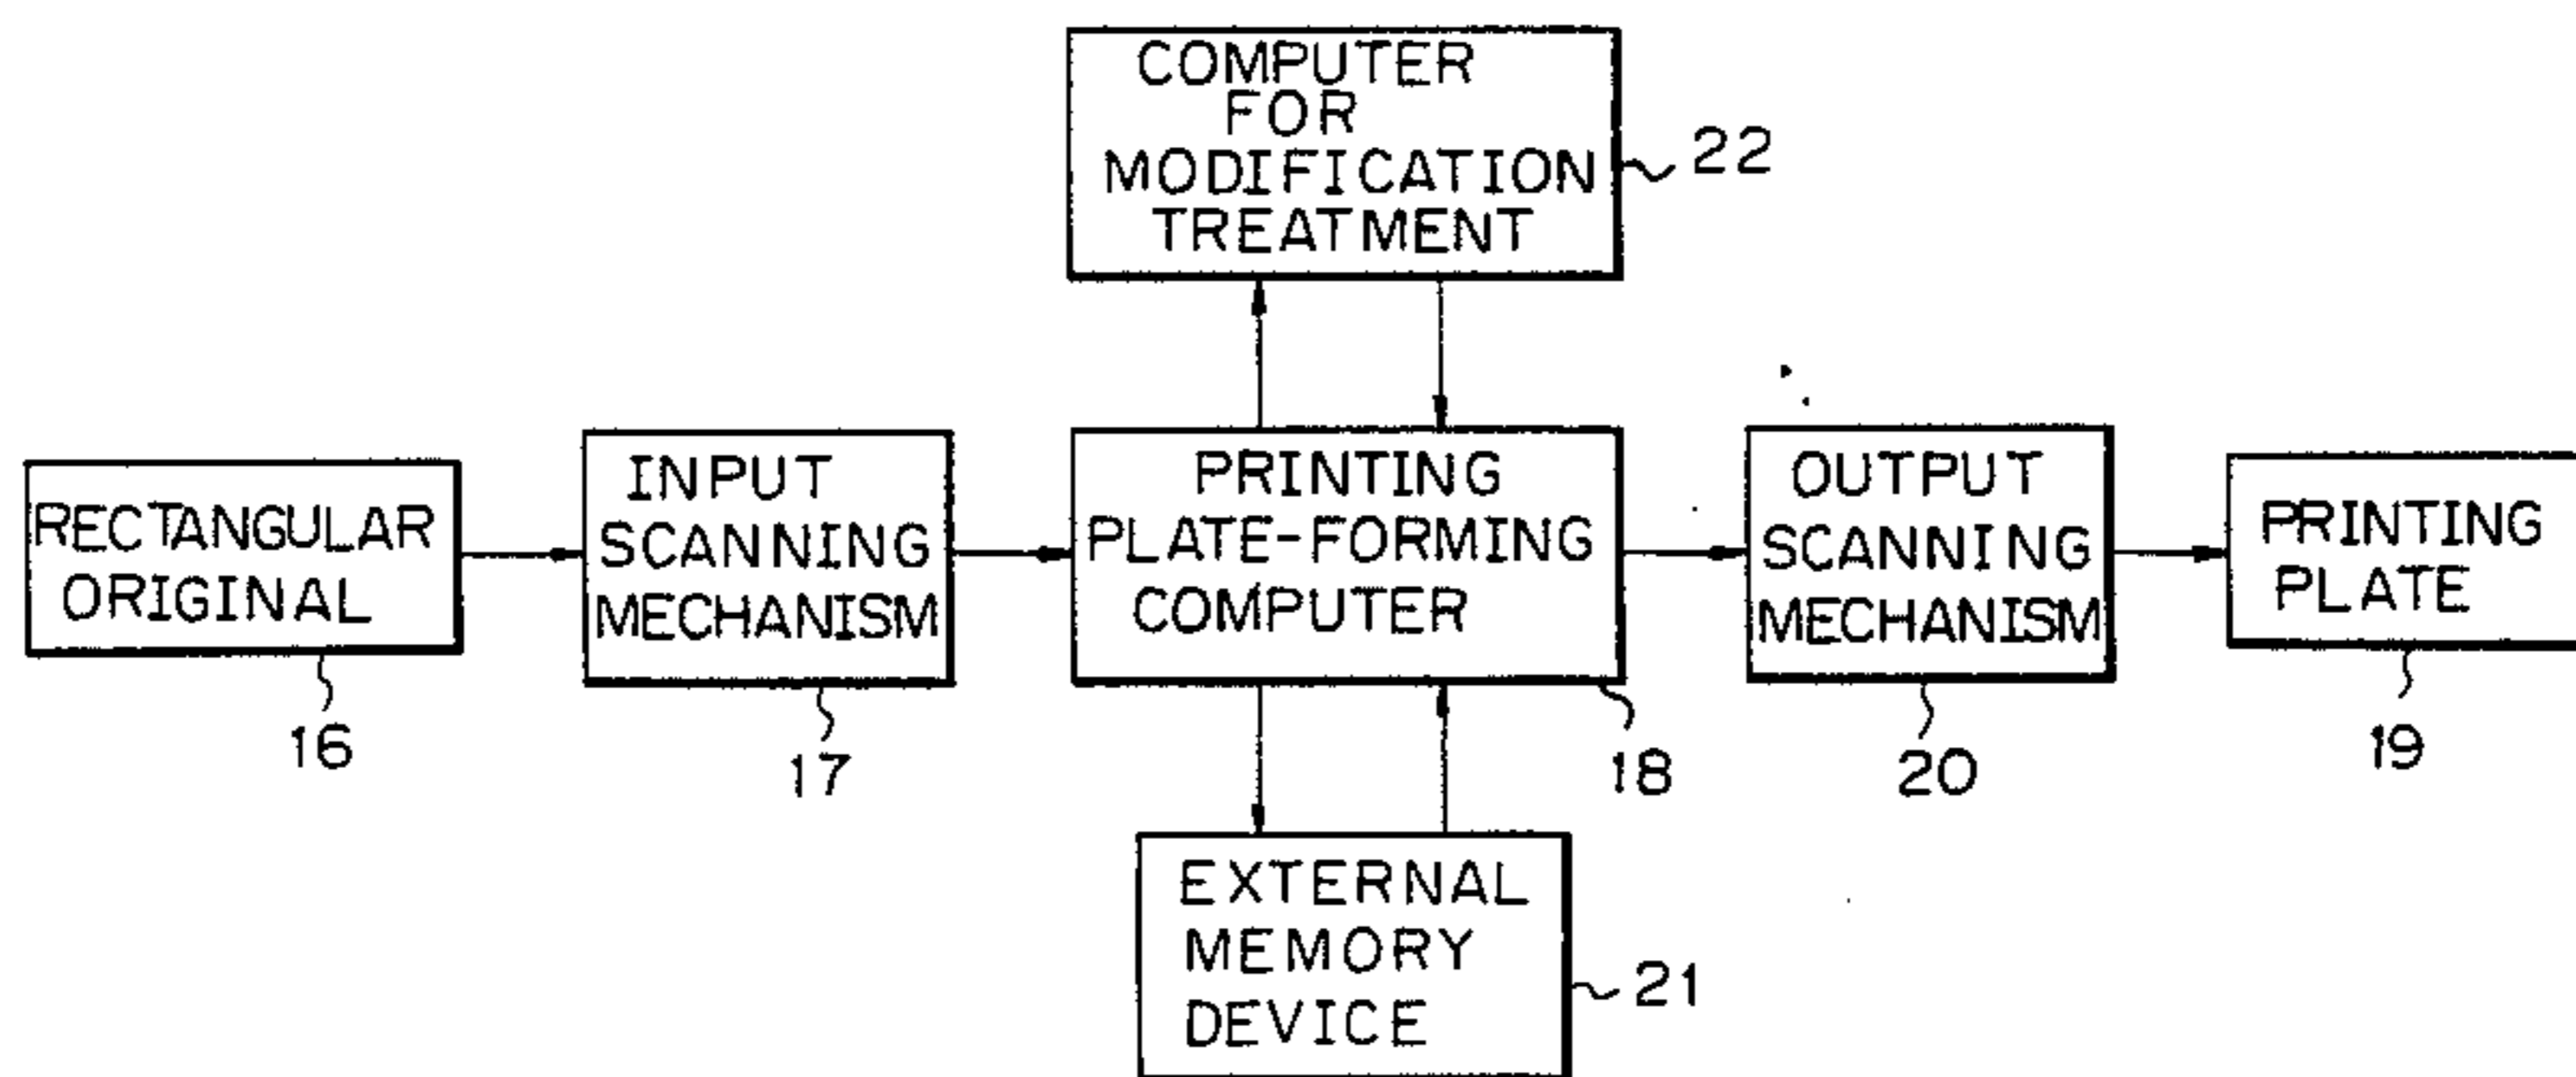 COMPUTER
FOR
MODIFICATION
TREATMENT
22
RECTANGULAR
ORIGINAL
16
INPUT
SCANNING
MECHANISM
17
PRINTING
PLATE-FORMING
COMPUTER
18
OUTPUT
SCANNING
MECHANISM
20
PRINTING
PLATE
19
EXTERNAL
MEMORY
DEVICE
21